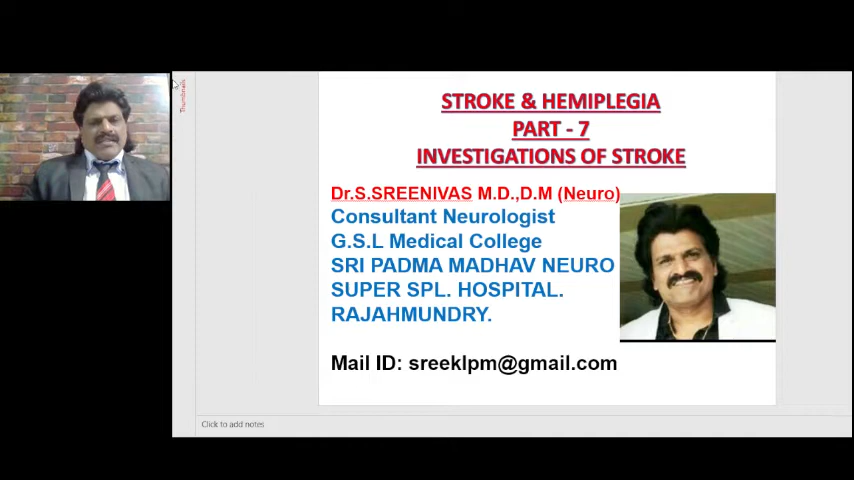 Thumbnails
STROKE & HEMIPLEGIA
PART - 7
INVESTIGATIONS OF STROKE
Dr.S.SREENIVAS M.D.,D.M (Neuro)
Consultant Neurologist
G.S.L Medical College
SRI PADMA MADHAV NEURO
SUPER SPL. HOSPITAL.
RAJAHMUNDRY.
Mail ID: sreeklpm@gmail.com
Click to add notes